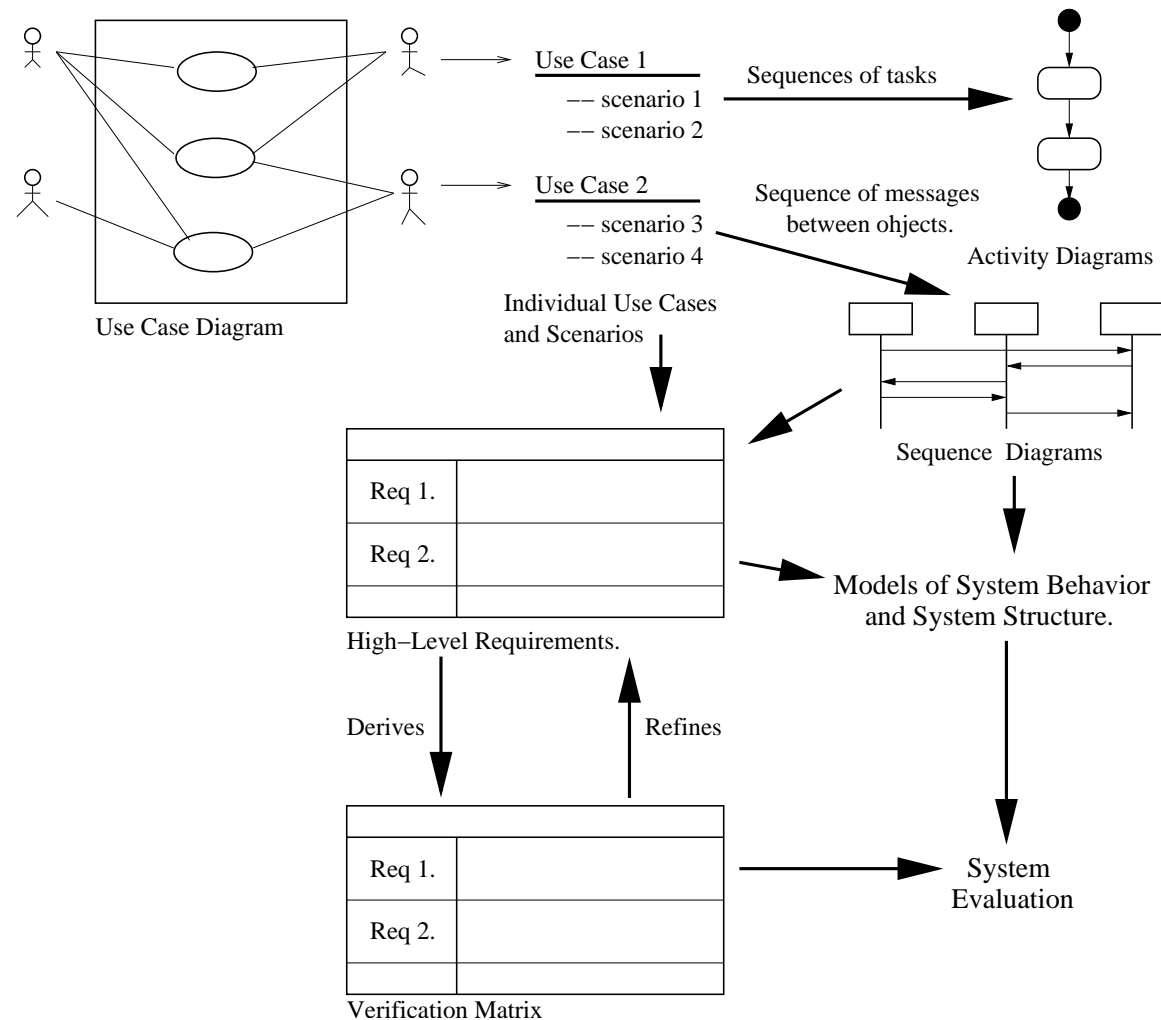 Use Case 1
−− scenario 1
−− scenario 2
Sequences of tasks
Use Case 2
−− scenario 3
−− scenario 4
Sequence of messages
between ohjects.
Activity Diagrams
Use Case Diagram
Individual Use Cases
and Scenarios
Sequence Diagrams
Req 1.
Req 2.
High−Level Requirements.
Models of System Behavior
and System Structure.
Derives
Refines
Req 1.
Req 2.
Verification Matrix
System
Evaluation